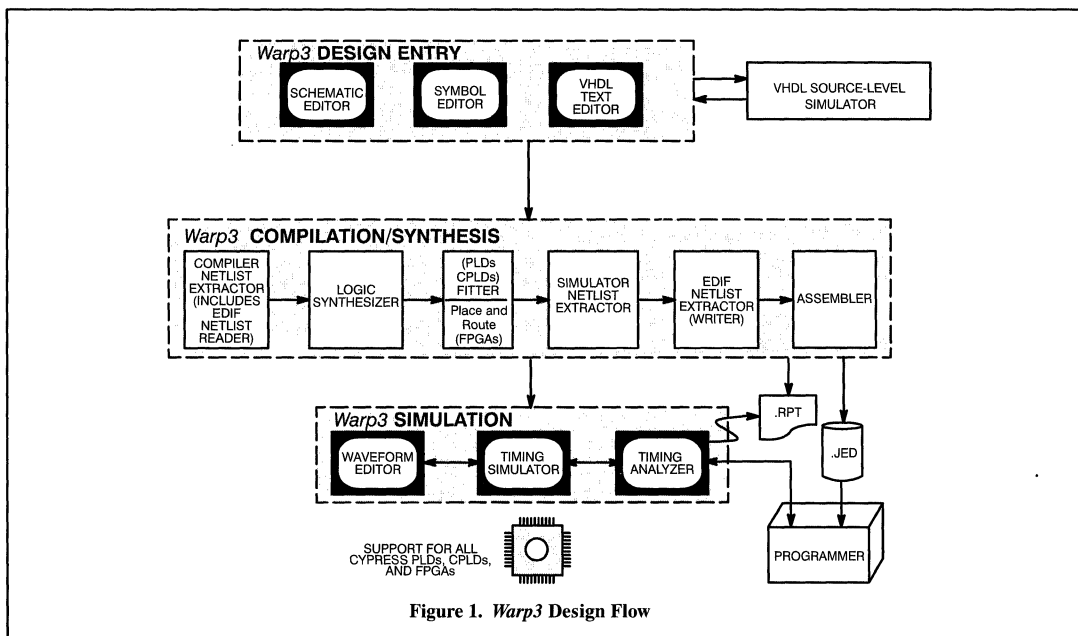 Warp3 DESIGN ENTRY
SCHEMATIC
EDITOR
SYMBOL
EDITOR
VHDL
TEXT
EDITOR
VHDL SOURCE-LEVEL
SIMULATOR
Warp3 COMPILATION/SYNTHESIS
COMPILER
NETLIST
EXTRACTOR
(INCLUDES
EDIF
NETLIST
READER)
LOGIC
SYNTHESIZER
(PLDs
CPLDs)
FITTER
Place and
Route
(FPGAs)
SIMULATOR
NETLIST
EXTRACTOR
EDIF
NETLIST
EXTRACTOR
(WRITER)
ASSEMBLER
Warp3 SIMULATION
WAVEFORM
EDITOR
TIMING
SIMULATOR
TIMING
ANALYZER
.RPT
.JED
PROGRAMMER
SUPPORT FOR ALL
CYPRESS PLDs, CPLDs,
AND FPGAs
Figure 1. Warp3 Design Flow